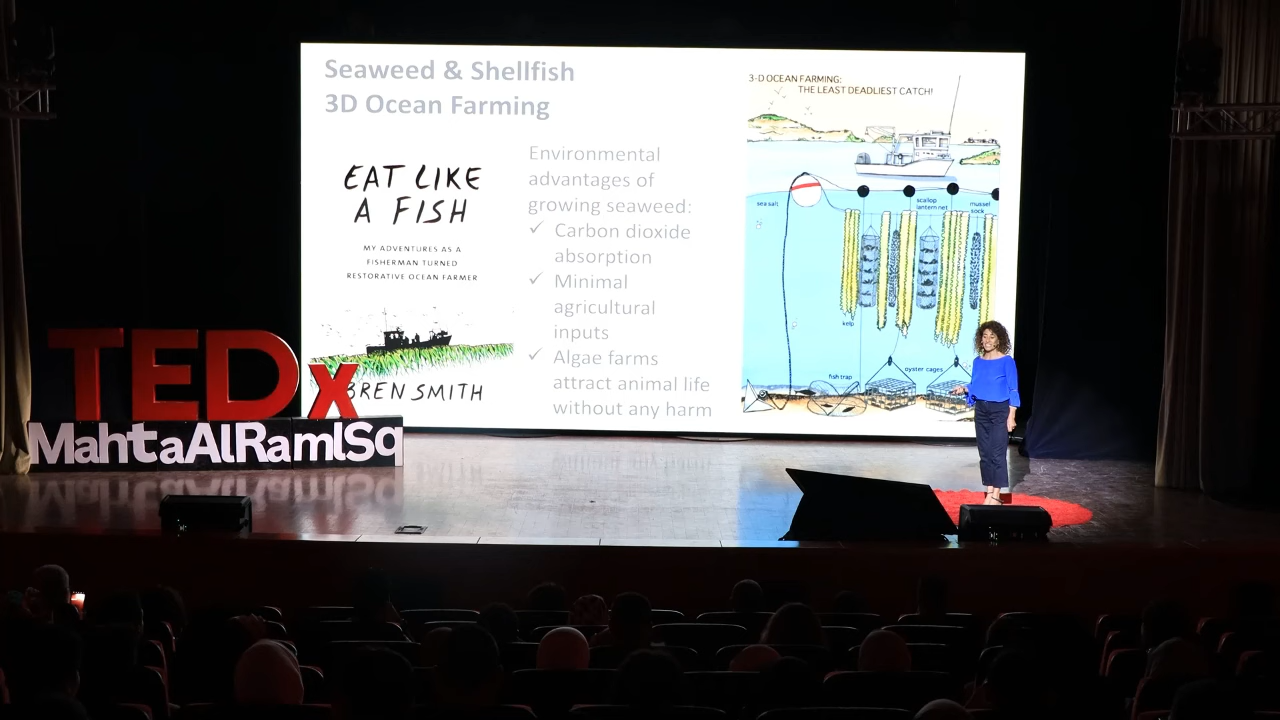 Seaweed & Shellfish
3D Ocean Farming
EAT LIKE
A FISH
MY ADVENTURES AS A
FISHERMAN TURNED
RESTORATIVE OCEAN FARMER
BREN SMITH
Environmental
advantages of
growing seaweed:
✓ Carbon dioxide
absorption
✓ Minimal
agricultural
inputs
✓ Algae farms
attract animal life
without any harm
3-D OCEAN FARMING:
THE LEAST DEADLIEST CATCH!
sea salt
scallop
lantern net
mussel
sock
kelp
fish trap
oyster cages
TEDx
MahtaAlRamlSq